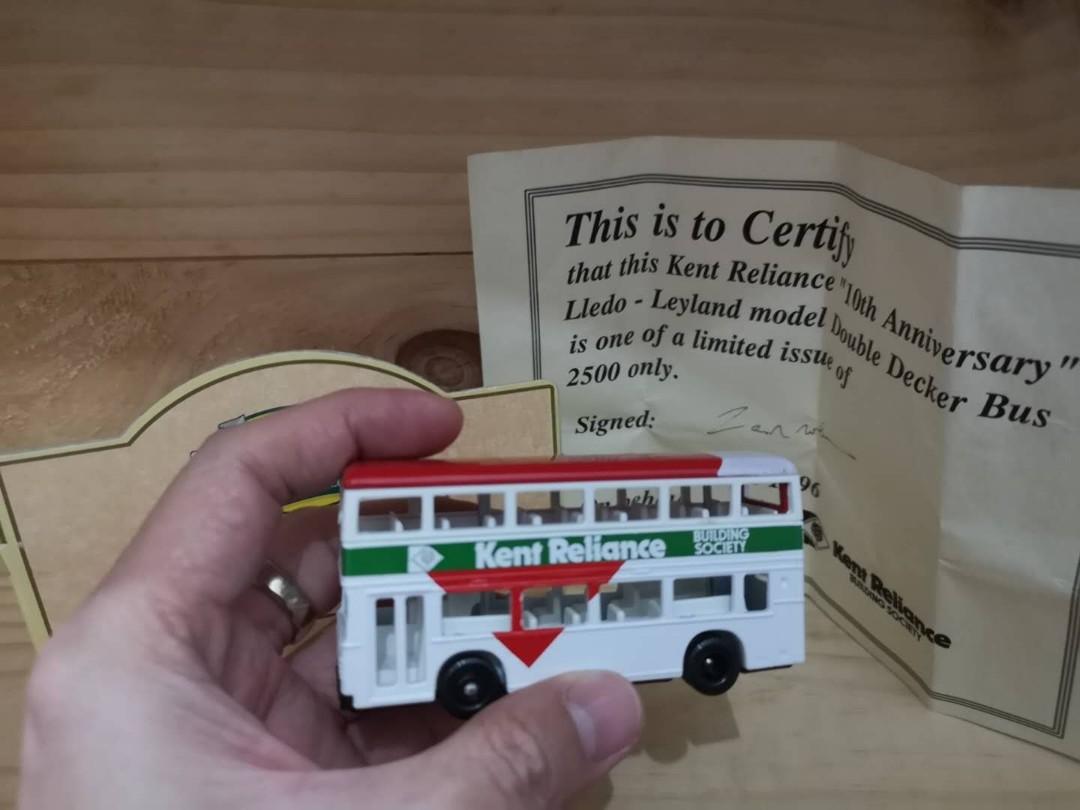 This is to Certify
that this Kent Reliance "10th Anniversary"
Lledo - Leyland model Double Decker Bus
is one of a limited issue of
2500 only.
Signed:
96
Kent Reliance
BUILDING SOCIETY
Kent Reliance BUILDING
SOCIETY